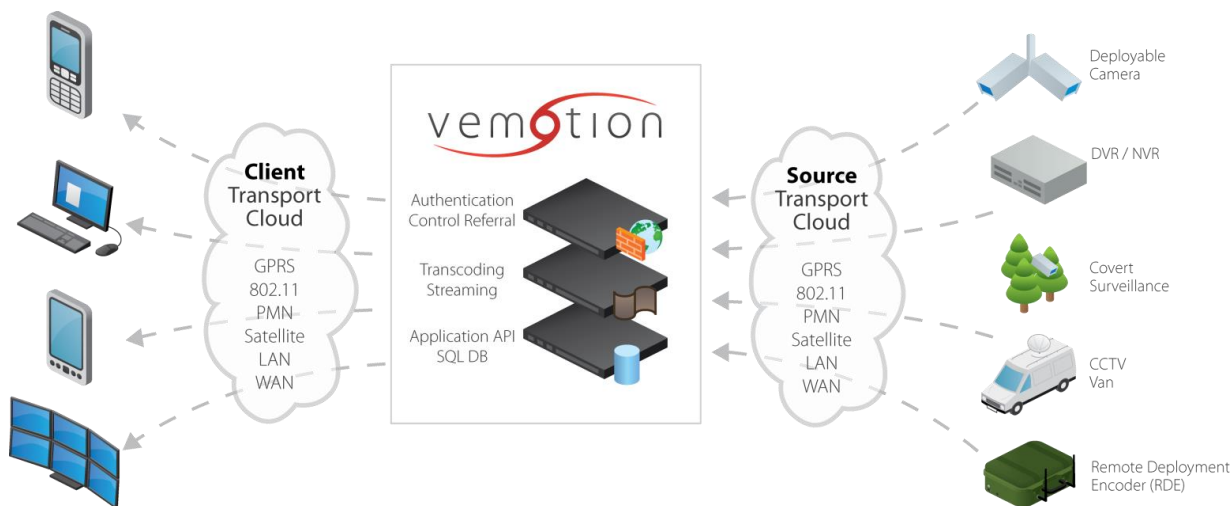 Client
Transport
Cloud
GPRS
802.11
PMN
Satellite
LAN
WAN
vemotion
Authentication
Control Referral
Transcoding
Streaming
Application API
SQL DB
Source
Transport
Cloud
GPRS
802.11
PMN
Satellite
LAN
WAN
Deployable
Camera
DVR / NVR
Covert
Surveillance
CCTV
Van
Remote Deployment
Encoder (RDE)